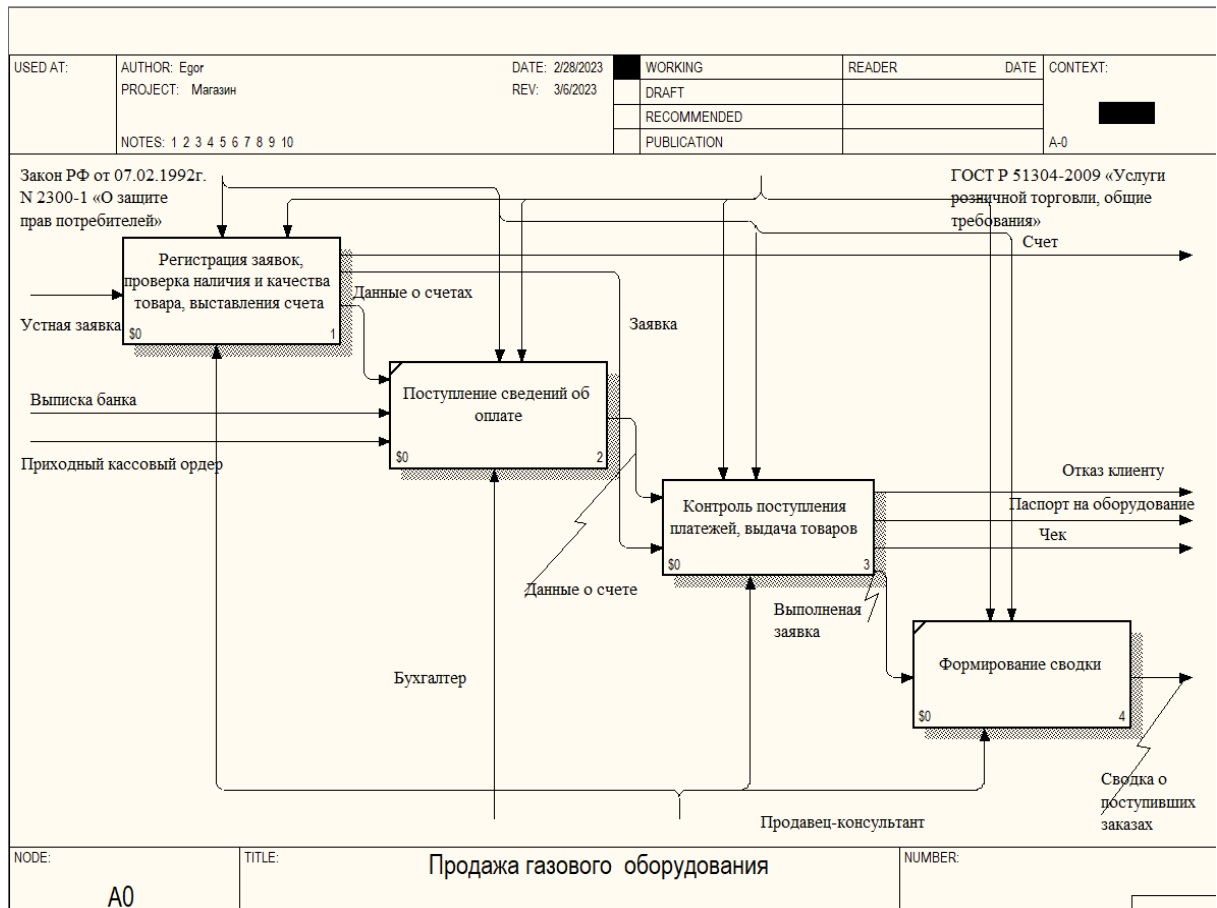 USED AT:
AUTHOR: Egor
DATE: 2/28/2023
WORKING
READER
DATE
CONTEXT:
PROJECT: Магазин
REV: 3/6/2023
DRAFT
RECOMMENDED
NOTES: 1 2 3 4 5 6 7 8 9 10
PUBLICATION
A-0
Закон РФ от 07.02.1992г.
N 2300-1 «О защите
прав потребителей»
ГОСТ Р 51304-2009 «Услуги
розничной торговли, общие
требования»
Счет
Регистрация заявок,
проверка наличия и качества
товара, выставления счета
$0
1
Устная заявка
Данные о счетах
Заявка
Поступление сведений об
оплате
$0
2
Выписка банка
Приходный кассовый ордер
Контроль поступления
платежей, выдача товаров
$0
3
Отказ клиенту
Паспорт на оборудование
Чек
Данные о счете
Выполненая
заявка
Формирование сводки
$0
4
Бухгалтер
Сводка о
поступивших
заказах
Продавец-консультант
NODE:
A0
TITLE:
Продажа газового оборудования
NUMBER: